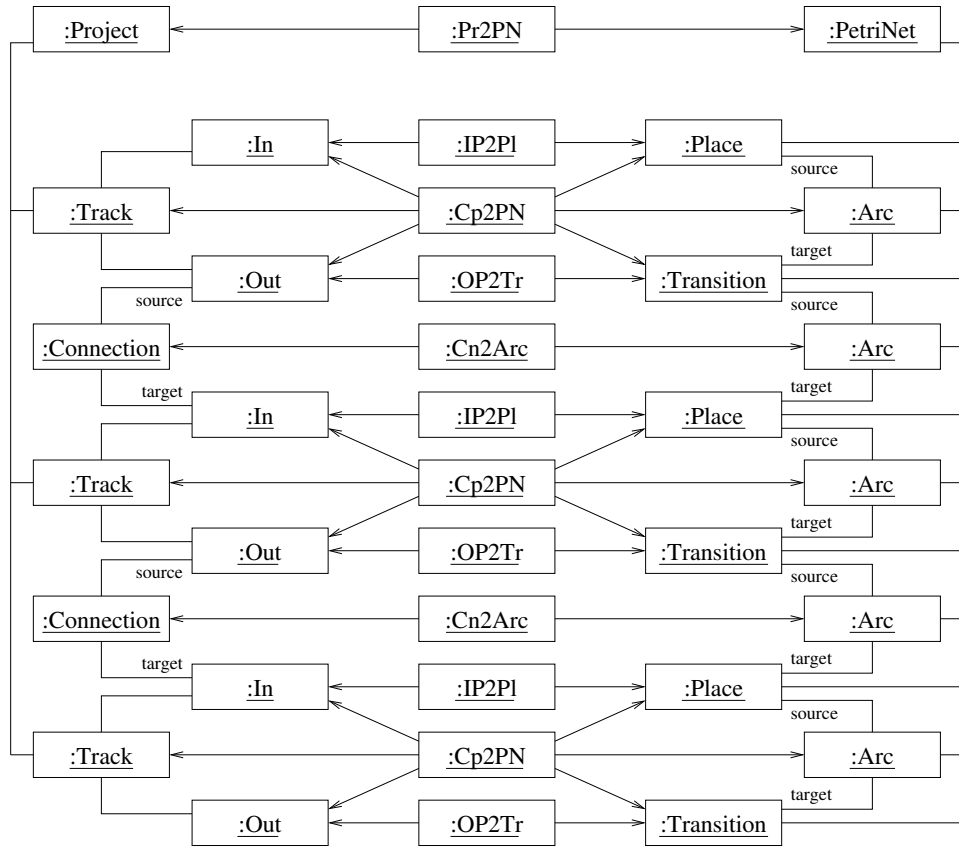 :Project :Pr2PN :PetriNet
:In :IP2Pl :Place
source
:Track :Cp2PN :Arc
target
:Out :OP2Tr :Transition
source source
:Connection :Cn2Arc :Arc
target target
:In :IP2Pl :Place
source
:Track :Cp2PN :Arc
target
:Out :OP2Tr :Transition
source source
:Connection :Cn2Arc :Arc
target target
:In :IP2Pl :Place
source
:Track :Cp2PN :Arc
target
:Out :OP2Tr :Transition